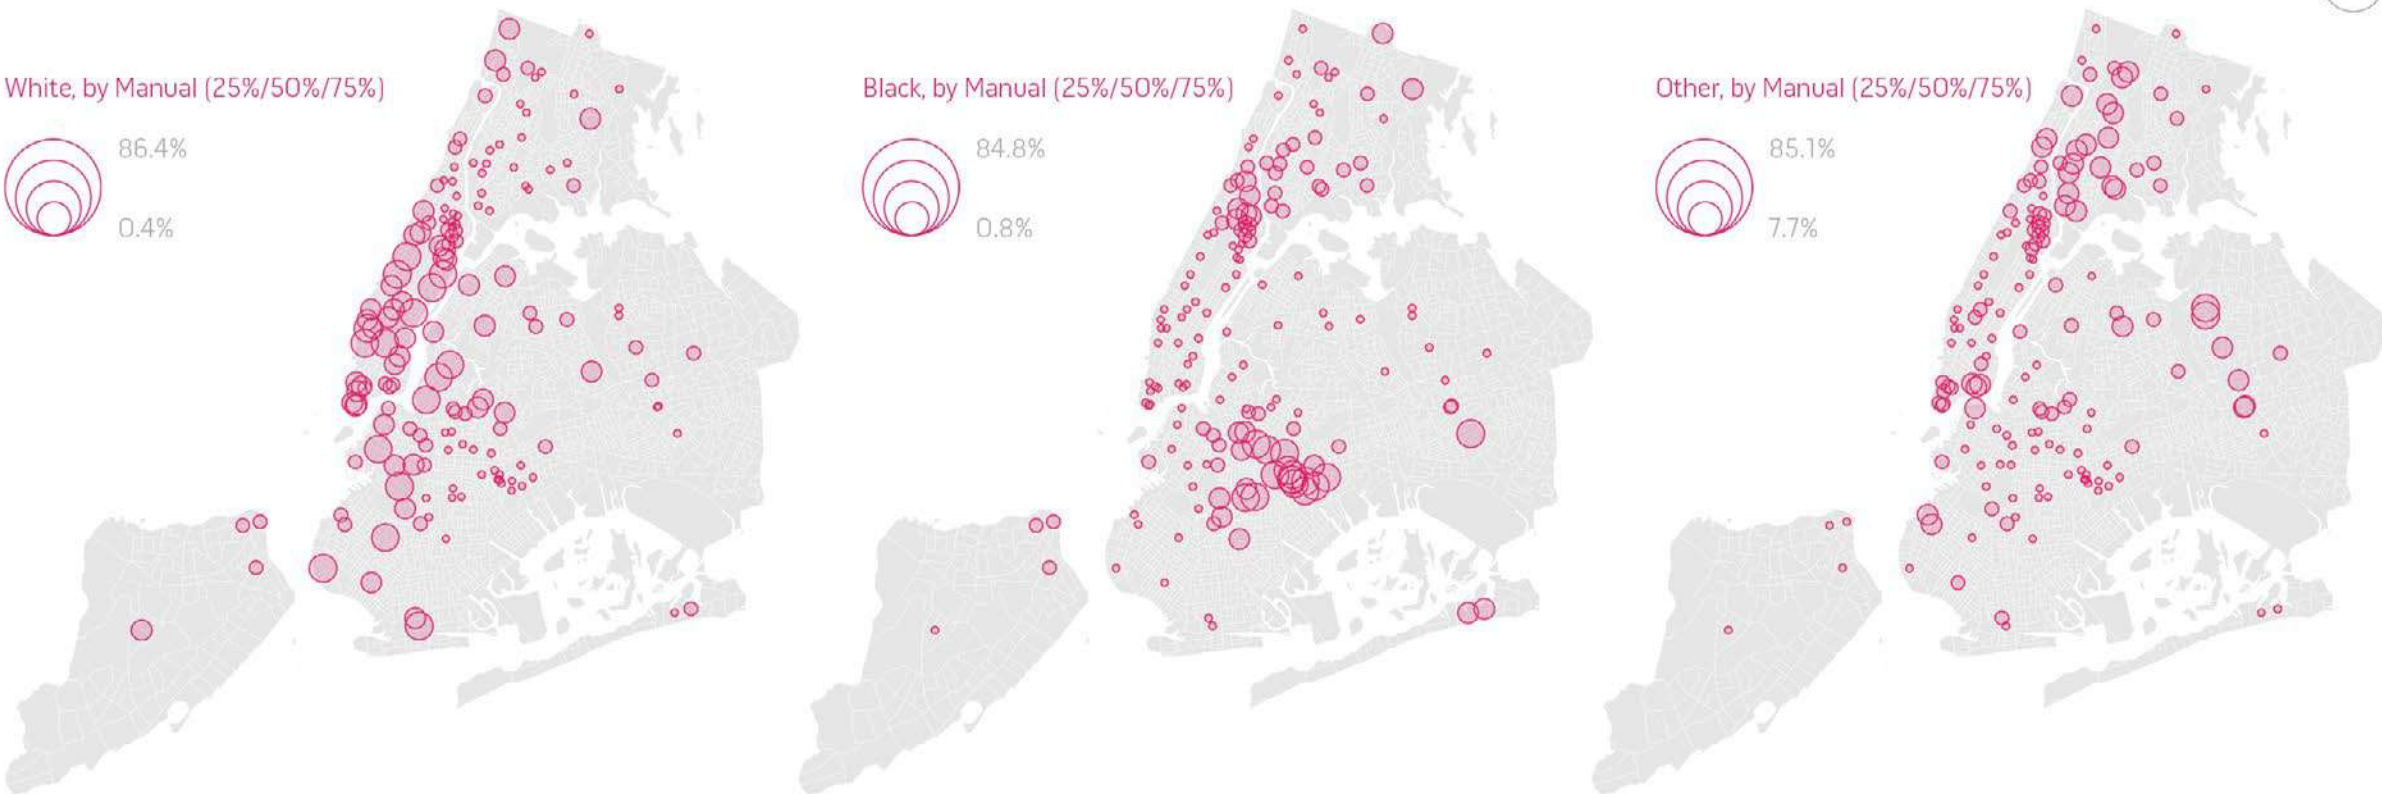 White, by Manual (25%/50%/75%)
86.4%
0.4%
Black, by Manual (25%/50%/75%)
84.8%
0.8%
Other, by Manual (25%/50%/75%)
85.1%
7.7%